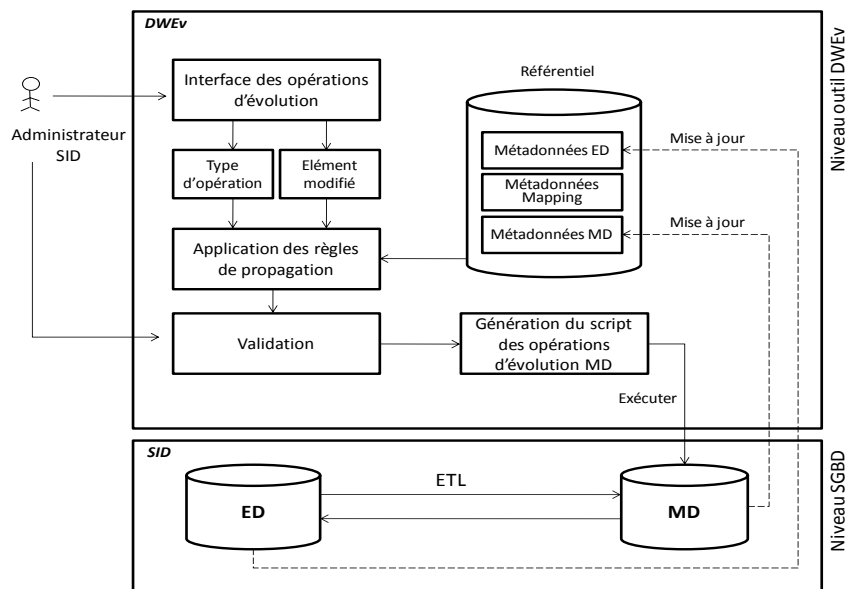 DWEv
Interface des opérations
d'évolution
Référentiel
Administrateur
SID
Type
d'opération
Elément
modifié
Métadonnées ED
Métadonnées
Mapping
Métadonnées MD
Mise à jour
Mise à jour
Application des règles
de propagation
Validation
Génération du script
des opérations
d'évolution MD
Exécuter
Niveau outil DWEv
SID
ED
ETL
MD
Niveau SGBD